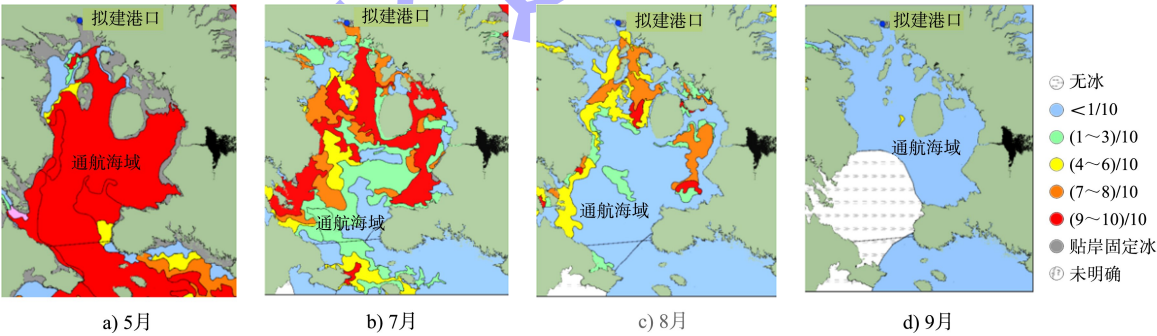 拟建港口
通航海域
a) 5月
拟建港口
通航海域
b) 7月
拟建港口
通航海域
c) 8月
拟建港口
通航海域
d) 9月
无冰
<1/10
(1～3)/10
(4～6)/10
(7～8)/10
(9～10)/10
贴岸固定冰
未明确